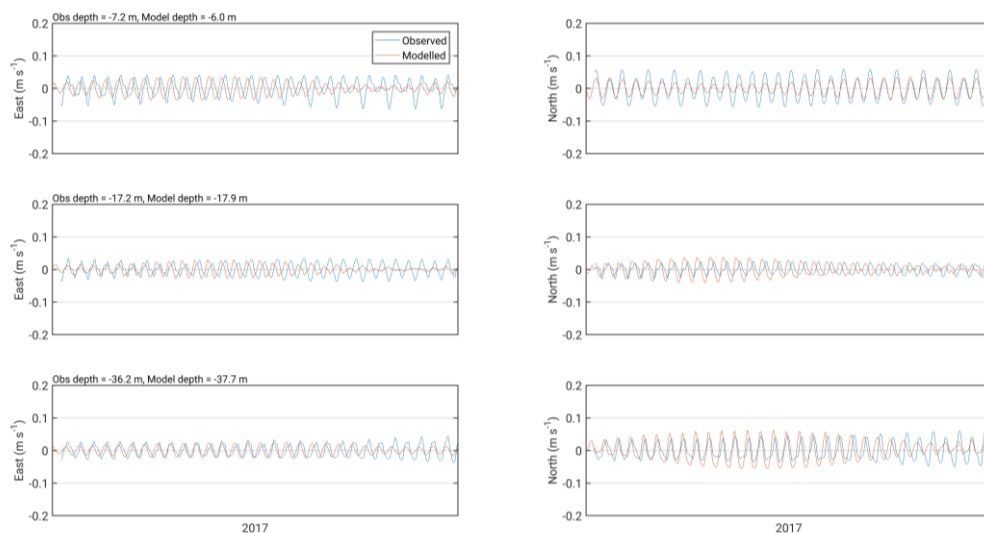 Obs depth = -7.2 m, Model depth = -6.0 m
0.2
0.1
0
-0.1
-0.2
East (m s-1)
Observed
Modelled
0.2
0.1
0
-0.1
-0.2
North (m s-1)
Obs depth = -17.2 m, Model depth = -17.9 m
0.2
0.1
0
-0.1
-0.2
East (m s-1)
0.2
0.1
0
-0.1
-0.2
North (m s-1)
Obs depth = -36.2 m, Model depth = -37.7 m
0.2
0.1
0
-0.1
-0.2
East (m s-1)
2017
0.2
0.1
0
-0.1
-0.2
North (m s-1)
2017